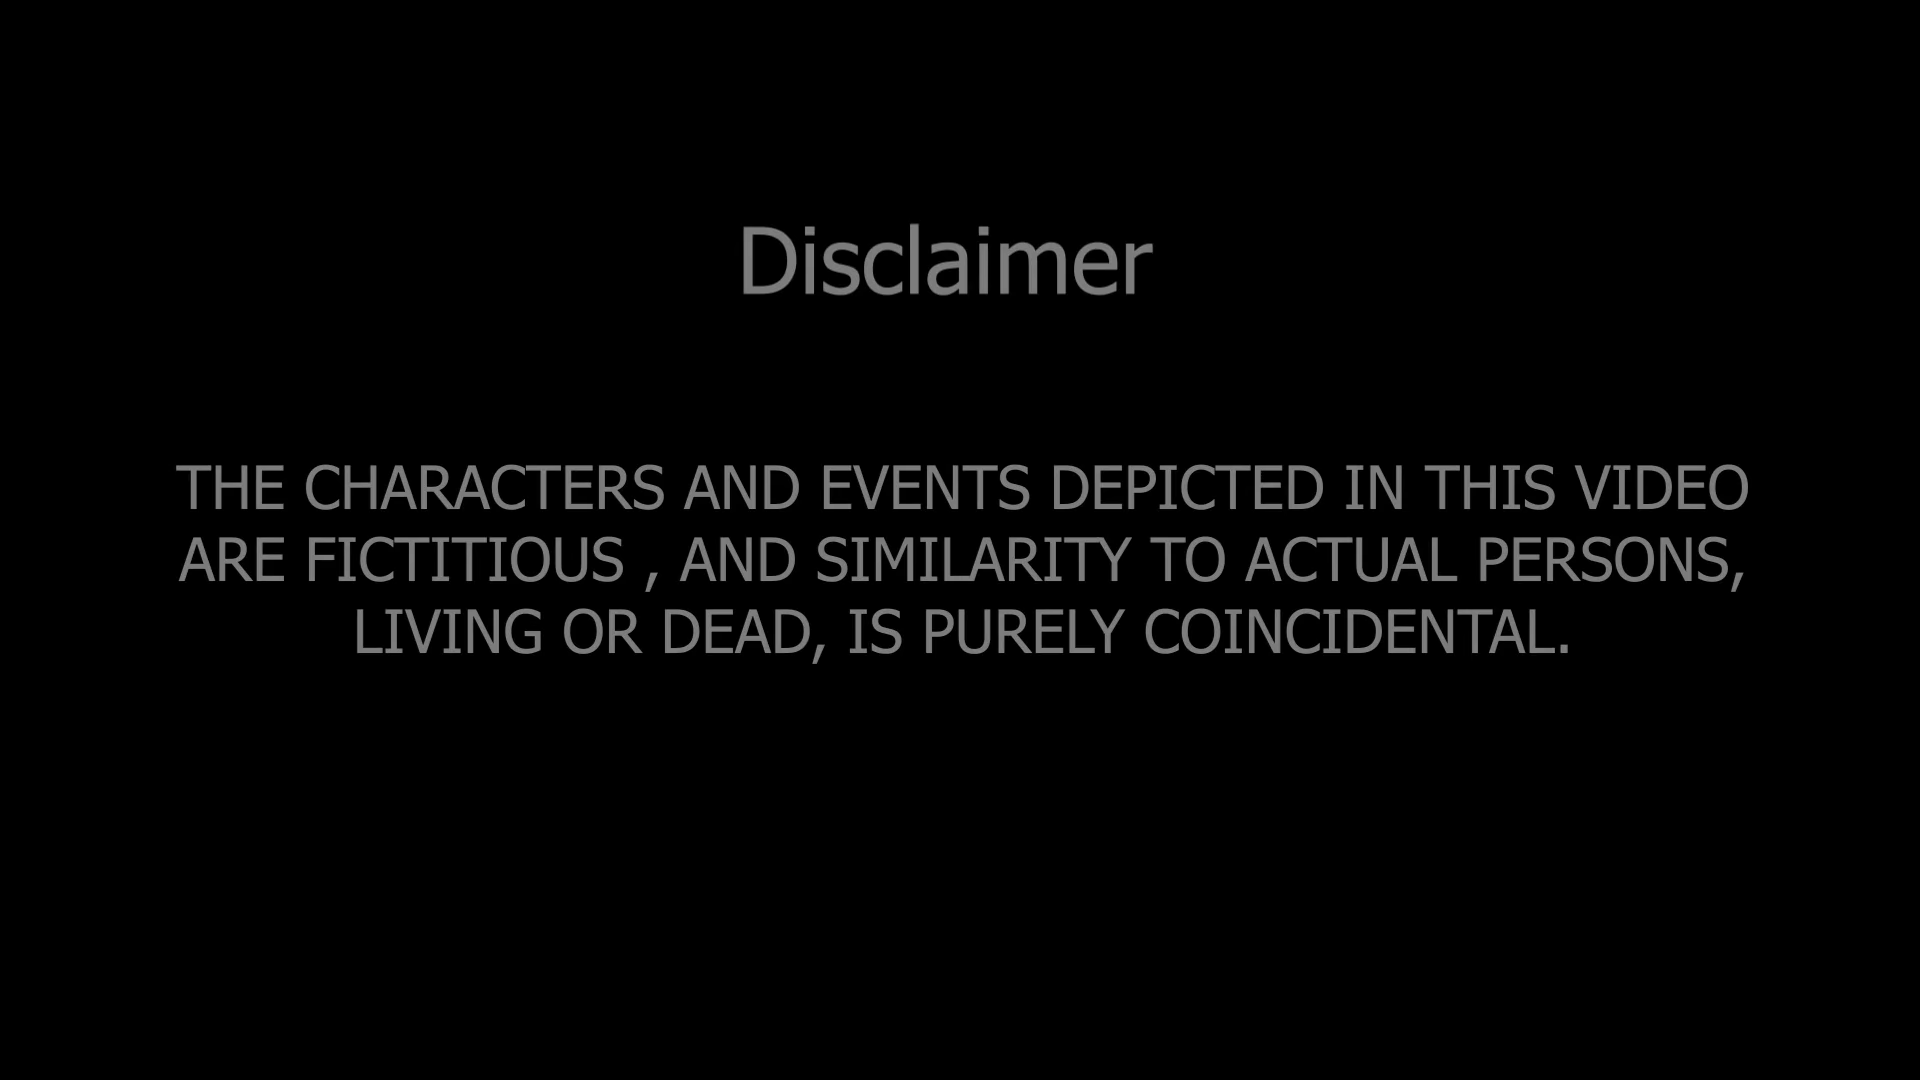 Disclaimer
THE CHARACTERS AND EVENTS DEPICTED IN THIS VIDEO
ARE FICTITIOUS , AND SIMILARITY TO ACTUAL PERSONS,
LIVING OR DEAD, IS PURELY COINCIDENTAL.